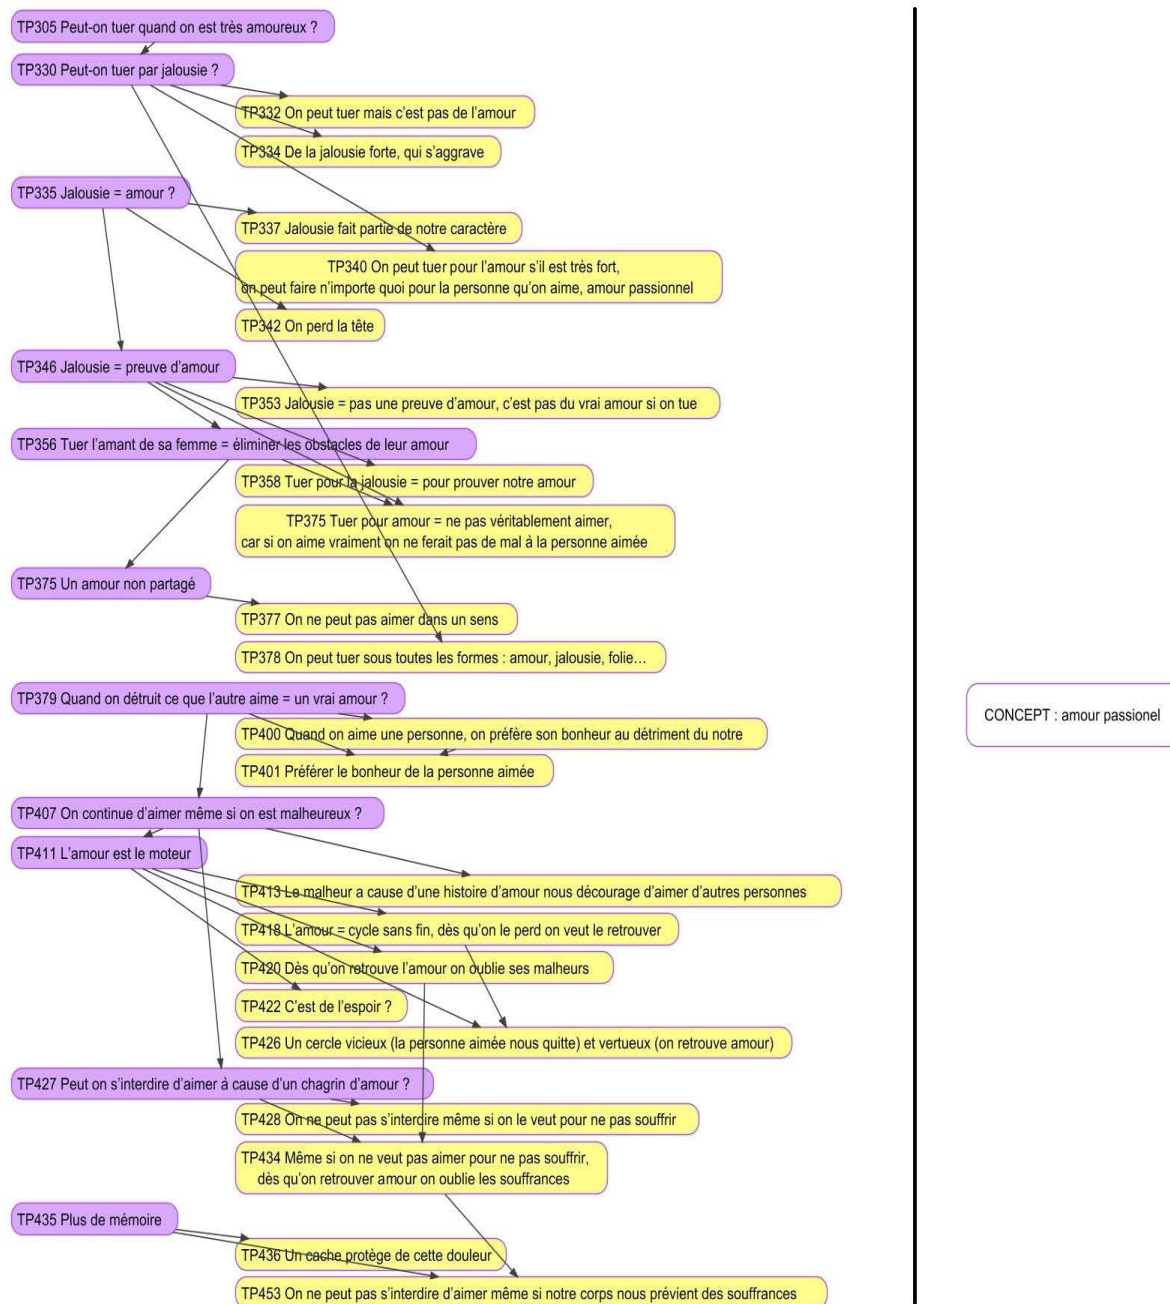 TP305 Peut-on tuer quand on est très amoureux ?
TP330 Peut-on tuer par jalousie ?
TP332 On peut tuer mais c'est pas de l'amour
TP334 De la jalousie forte, qui s'aggrave
TP335 Jalousie = amour ?
TP337 Jalousie fait partie de notre caractère
TP340 On peut tuer pour l'amour s'il est très fort,
on peut faire n'importe quoi pour la personne qu'on aime, amour passionnel
TP342 On perd la tête
TP346 Jalousie = preuve d'amour
TP353 Jalousie = pas une preuve d'amour, c'est pas du vrai amour si on tue
TP356 Tuer l'amant de sa femme = éliminer les obstacles de leur amour
TP358 Tuer pour la jalousie = pour prouver notre amour
TP375 Tuer pour amour = ne pas véritablement aimer,
car si on aime vraiment on ne ferait pas de mal à la personne aimée
TP375 Un amour non partagé
TP377 On ne peut pas aimer dans un sens
TP378 On peut tuer sous toutes les formes : amour, jalousie, folie…
TP379 Quand on détruit ce que l'autre aime = un vrai amour ?
CONCEPT : amour passionel
TP400 Quand on aime une personne, on préfère son bonheur au détriment du notre
TP401 Préférer le bonheur de la personne aimée
TP407 On continue d'aimer même si on est malheureux ?
TP411 L'amour est le moteur
TP413 Le malheur a cause d'une histoire d'amour nous décourage d'aimer d'autres personnes
TP418 L'amour = cycle sans fin, dès qu'on le perd on veut le retrouver
TP420 Dès qu'on retrouve l'amour on oublie ses malheurs
TP422 C'est de l'espoir ?
TP426 Un cercle vicieux (la personne aimée nous quitte) et vertueux (on retrouve amour)
TP427 Peut on s'interdire d'aimer à cause d'un chagrin d'amour ?
TP428 On ne peut pas s'interdire même si on le veut pour ne pas souffrir
TP434 Même si on ne veut pas aimer pour ne pas souffrir,
dès qu'on retrouver amour on oublie les souffrances
TP435 Plus de mémoire
TP436 Un cache protège de cette douleur
TP453 On ne peut pas s'interdire d'aimer même si notre corps nous prévient des souffrances